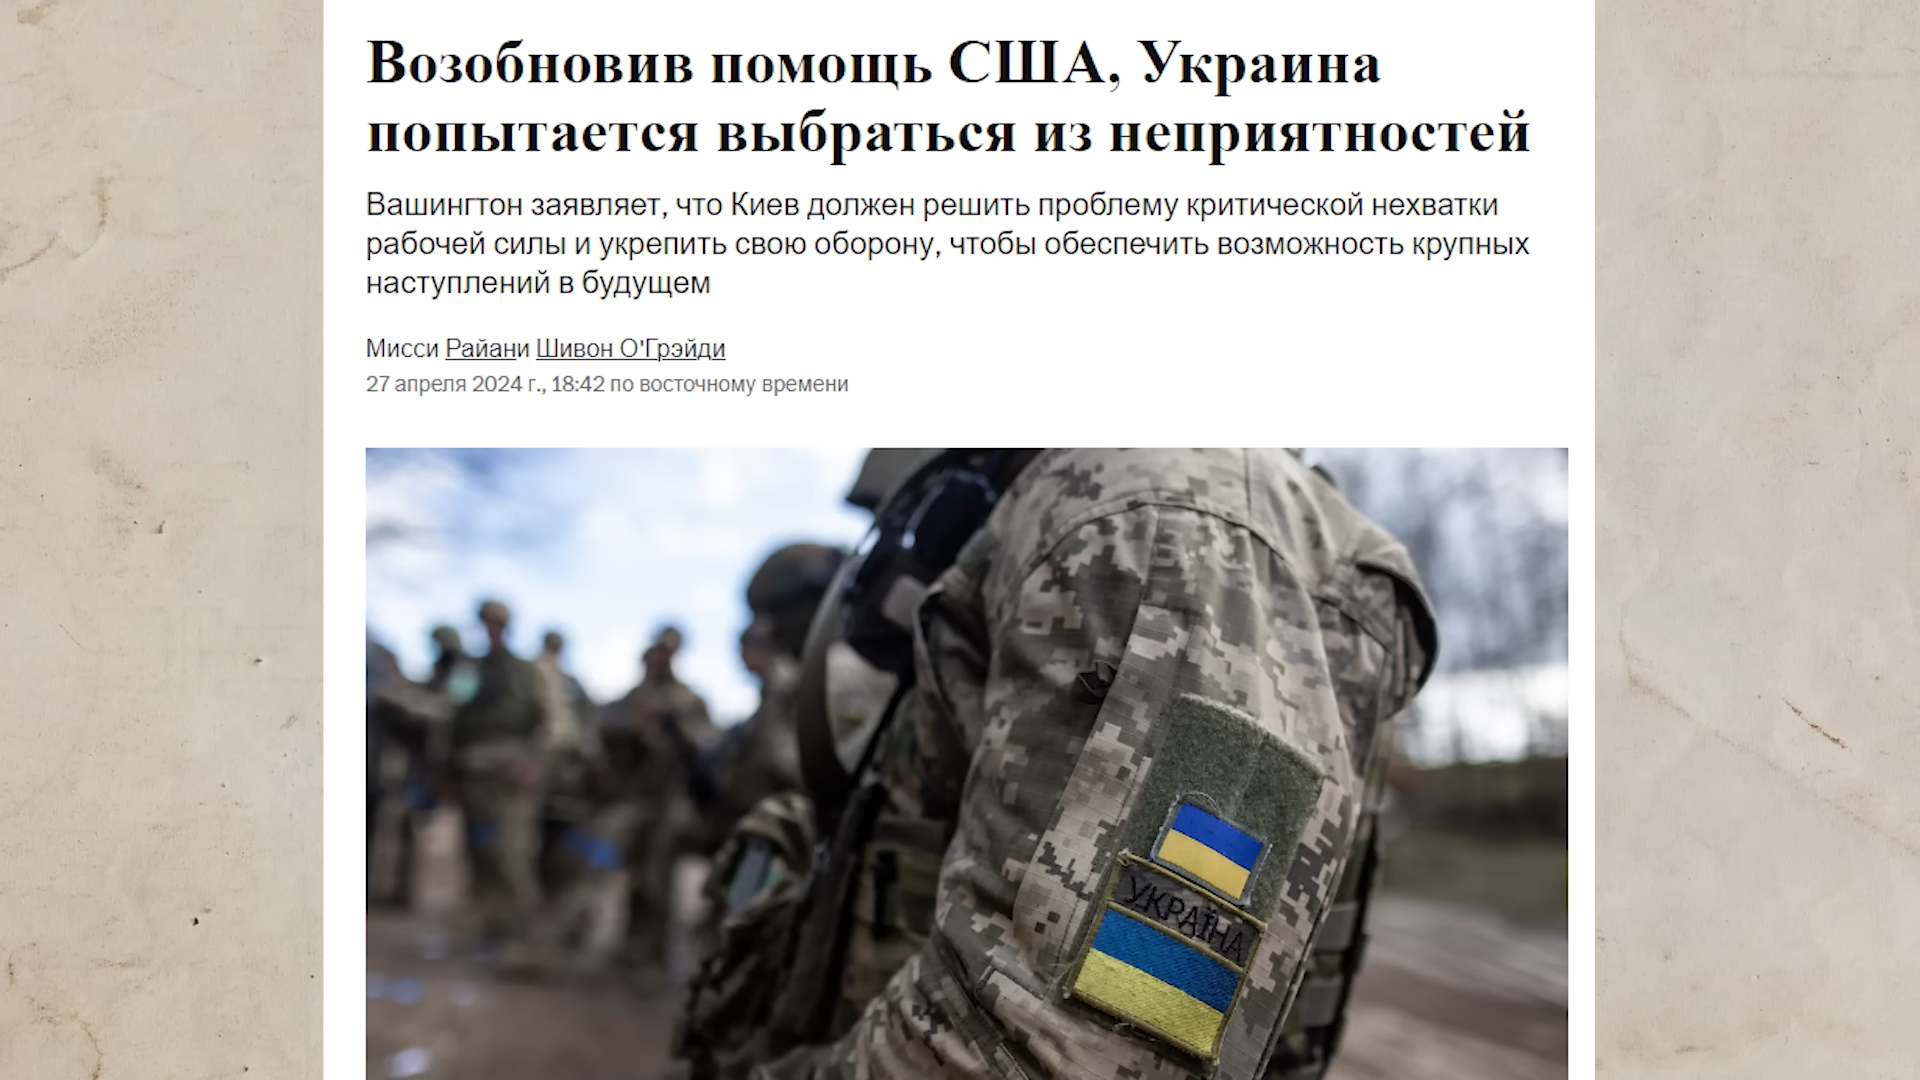 Возобновив помощь США, Украина
попытается выбраться из неприятностей
Вашингтон заявляет, что Киев должен решить проблему критической нехватки
рабочей силы и укрепить свою оборону, чтобы обеспечить возможность крупных
наступлений в будущем
Мисси Райани Шивон О'Грэйди
27 апреля 2024 г., 18:42 по восточному времени
УКРАЇНА